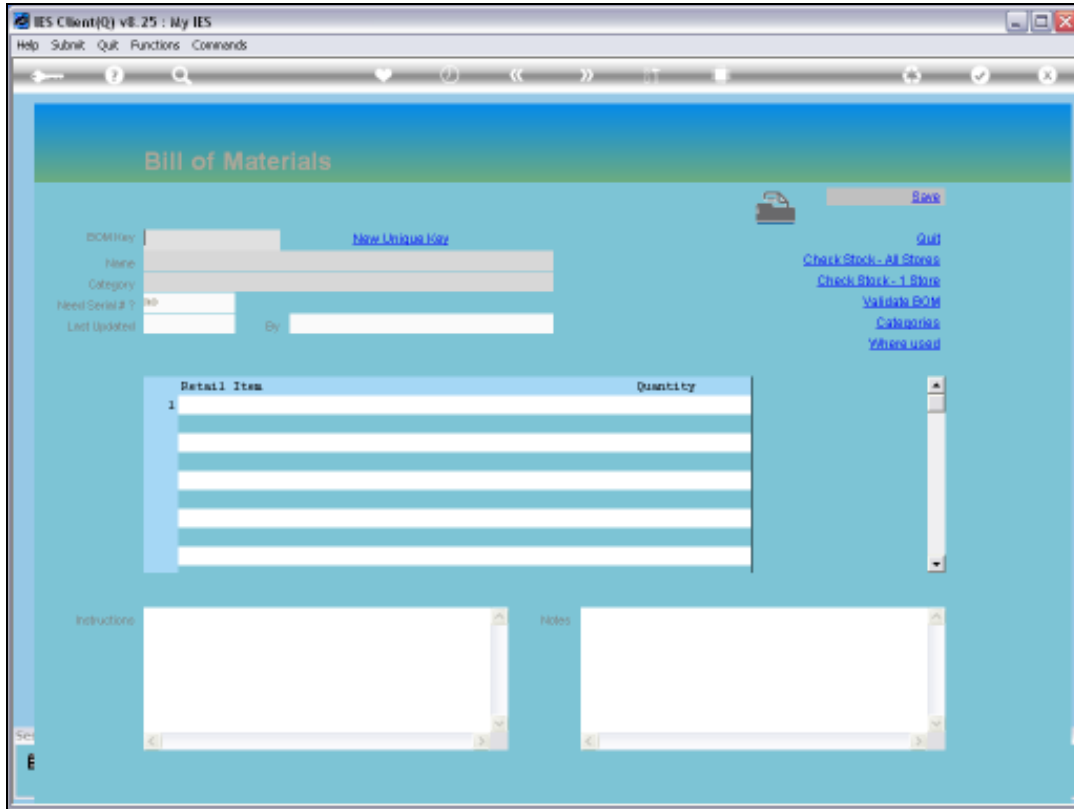 IES Client(Q) v8.25 : My IES
Help Submit Quit Functions Commands
Bill of Materials
Save
BOM Key
New Unique Key
Quit
Name
Check Stock - All Stores
Category
Check Stock - 1 Store
Need Serial # ?
no
Validate BOM
Last Updated
By
Categories
Where used
Retail Item Quantity
1
Instructions
Notes